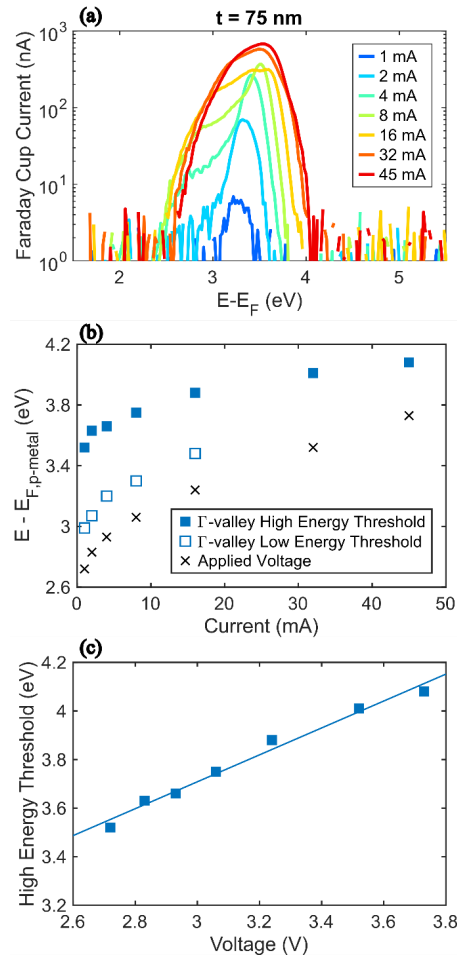 (a)
t = 75 nm
Faraday Cup Current (nA)
10³
10²
10¹
10⁰
1 mA
2 mA
4 mA
8 mA
16 mA
32 mA
45 mA
2 3 4 5
E-E_F (eV)
(b)
E - E_F,p-metal (eV)
4.2
3.8
3.4
3
2.6
Γ-valley High Energy Threshold
Γ-valley Low Energy Threshold
Applied Voltage
0 10 20 30 40 50
Current (mA)
(c)
High Energy Threshold (eV)
4.2
4
3.8
3.6
3.4
3.2
2.6 2.8 3 3.2 3.4 3.6 3.8
Voltage (V)